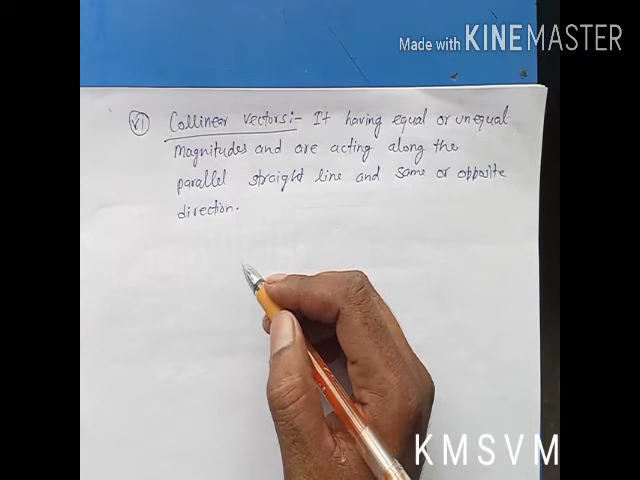 Made with KINEMASTER
(vi) Collinear vectors:- It having equal or unequal
Magnitudes and are acting along the
parallel straight line and same or opposite
direction.
KMSVM